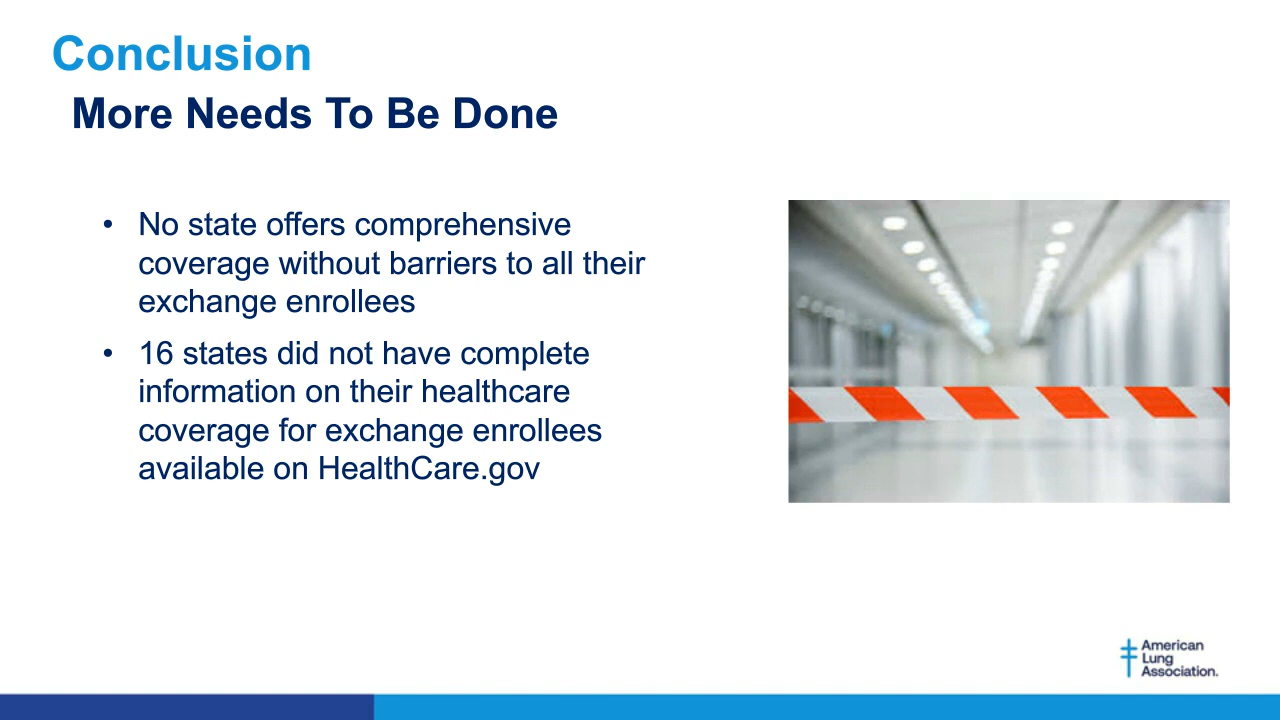 Conclusion
More Needs To Be Done
• No state offers comprehensive
coverage without barriers to all their
exchange enrollees
• 16 states did not have complete
information on their healthcare
coverage for exchange enrollees
available on HealthCare.gov
American
Lung
Association.